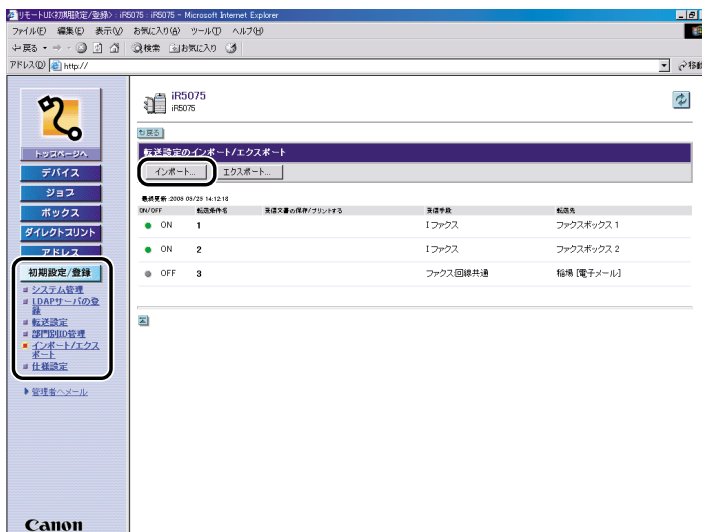 リモートUI<初期設定/登録> : iR5075 : iR5075 - Microsoft Internet Explorer
ファイル(F) 編集(E) 表示(V) お気に入り(A) ツール(T) ヘルプ(H)
戻る 検索 お気に入り
アドレス(D) http:// 移動
iR5075
iR5075
戻る
トップページへ
転送設定のインポート/エクスポート
インポート... エクスポート...
デバイス
ジョブ
ボックス
ダイレクトプリント
アドレス
初期設定/登録
システム管理
LDAPサーバの登
録
転送設定
部門別ID管理
インポート/エクス
ポート
仕様設定
管理者へメール
最終更新 :2008 05/23 14:12:18
ON/OFF 転送条件名 受信文書の保存/プリントする 受信手段 転送先
ON 1 Iファクス ファクスボックス 1
ON 2 Iファクス ファクスボックス 2
OFF 3 ファクス回線共通 稲場 [電子メール]
Canon